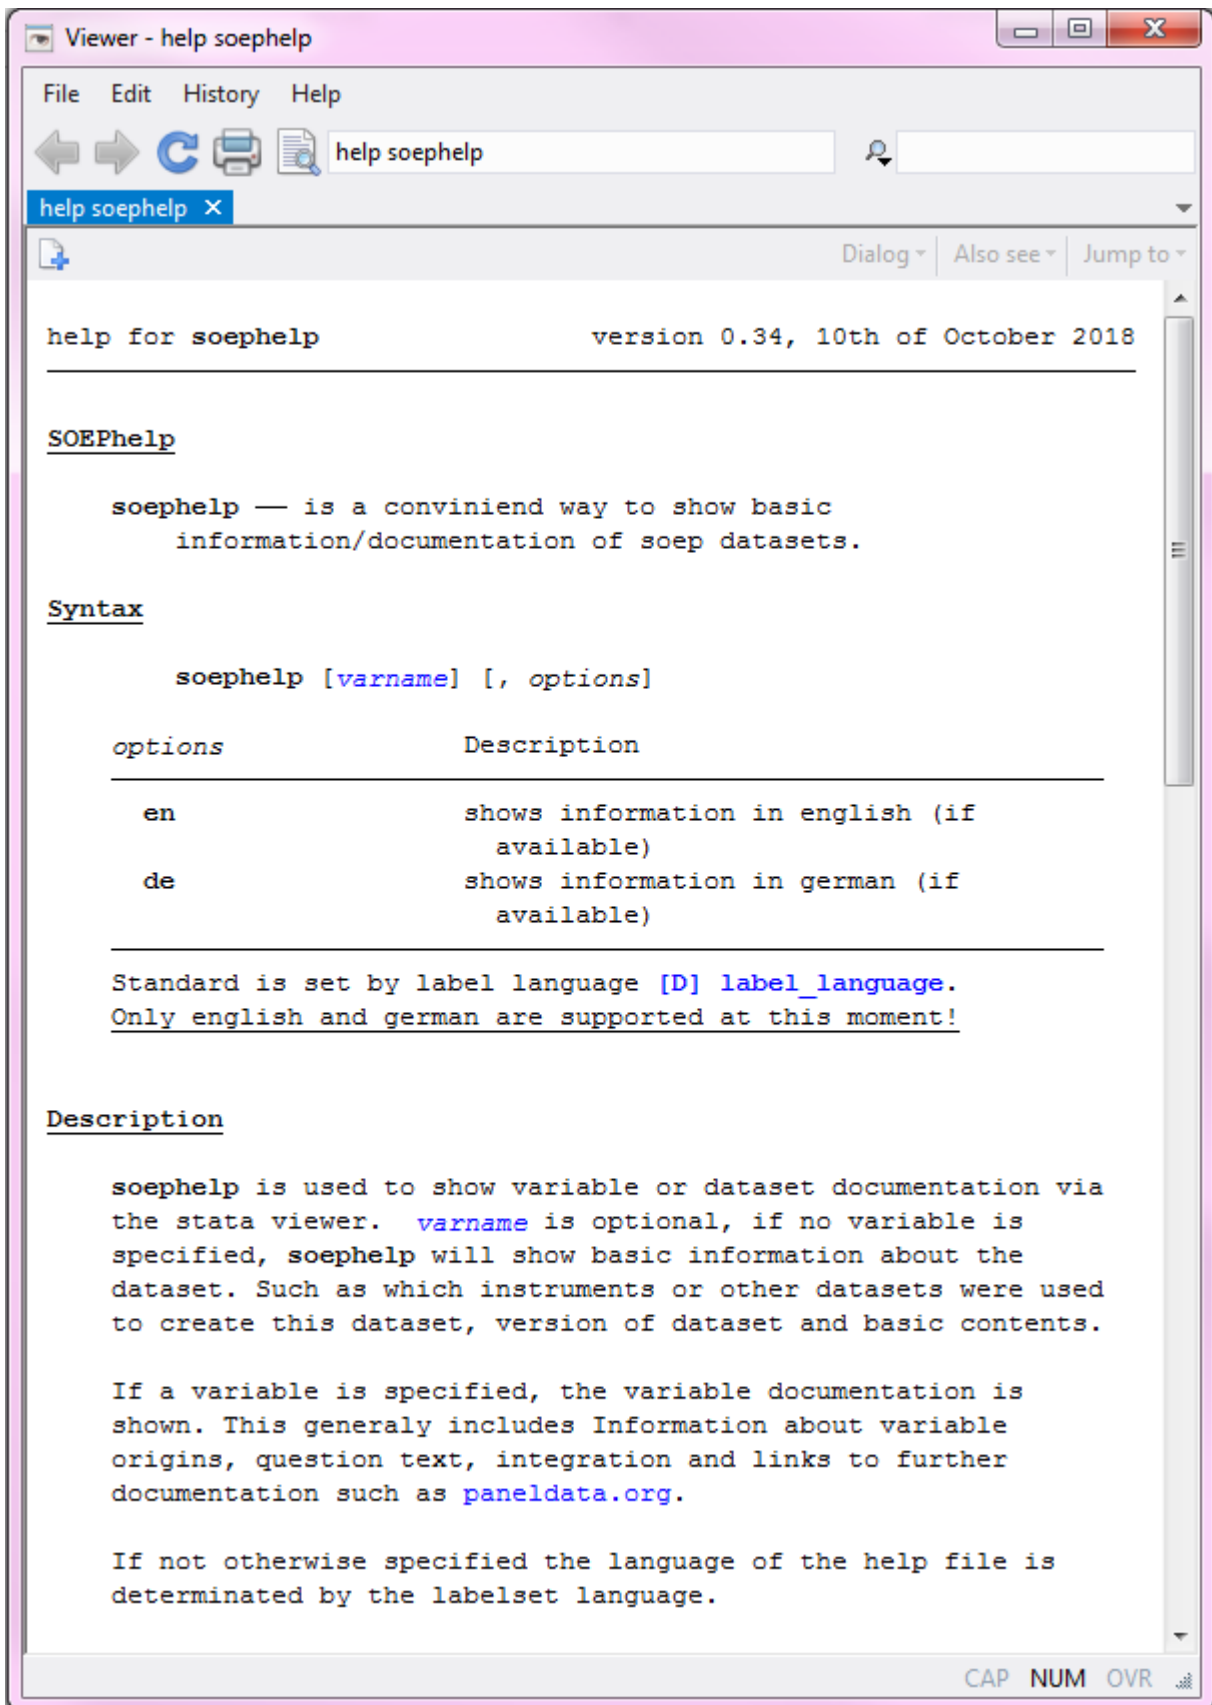 Viewer - help soephelp
File Edit History Help
help soephelp
help soephelp
Dialog Also see Jump to
help for soephelp version 0.34, 10th of October 2018
SOEPhelp
soephelp — is a conviniend way to show basic
information/documentation of soep datasets.
Syntax
soephelp [varname] [, options]
options Description
en shows information in english (if
available)
de shows information in german (if
available)
Standard is set by label language [D] label_language.
Only english and german are supported at this moment!
Description
soephelp is used to show variable or dataset documentation via
the stata viewer. varname is optional, if no variable is
specified, soephelp will show basic information about the
dataset. Such as which instruments or other datasets were used
to create this dataset, version of dataset and basic contents.
If a variable is specified, the variable documentation is
shown. This generaly includes Information about variable
origins, question text, integration and links to further
documentation such as paneldata.org.
If not otherwise specified the language of the help file is
determinated by the labelset language.
CAP NUM OVR